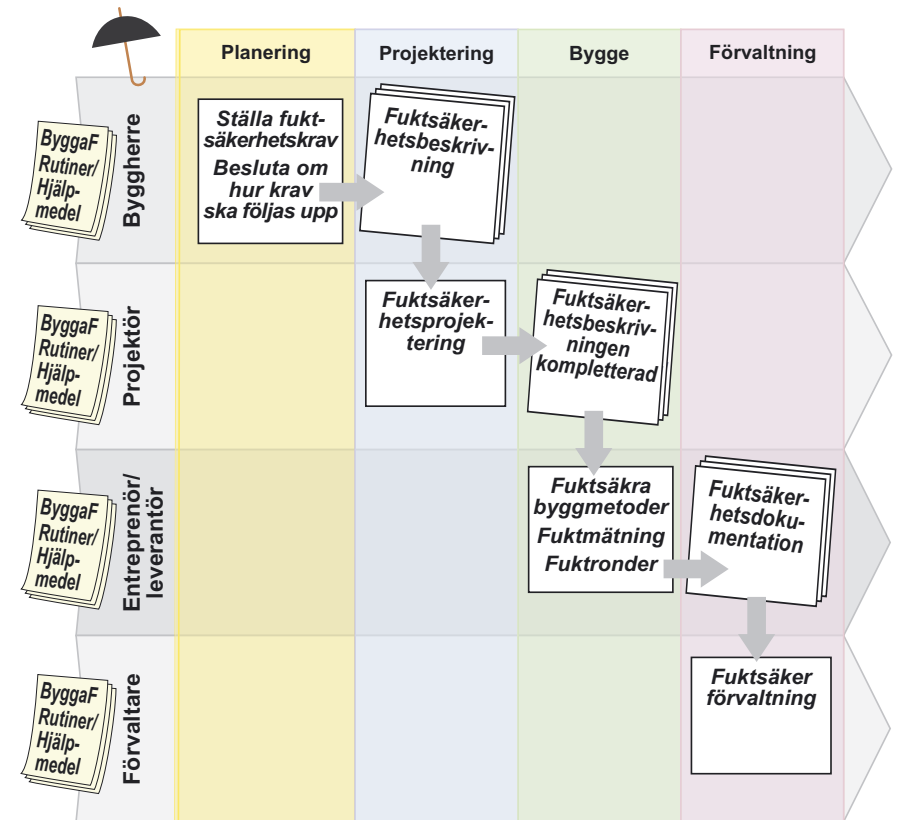 Planering
Projektering
Bygge
Förvaltning
ByggaF
Rutiner/
Hjälp-
medel
Byggherre
Ställa fukt-
säkerhetskrav
Besluta om
hur krav
ska följas upp
Fuktsäker-
hetsbeskriv-
ning
ByggaF
Rutiner/
Hjälp-
medel
Projektör
Fuktsäker-
hetsprojek-
tering
Fuktsäker-
hetsbeskriv-
ningen
kompletterad
ByggaF
Rutiner/
Hjälp-
medel
Entreprenör/
leverantör
Fuktsäkra
byggmetoder
Fuktmätning
Fuktronder
Fuktsäker-
hetsdoku-
mentation
ByggaF
Rutiner/
Hjälp-
medel
Förvaltare
Fuktsäker
förvaltning